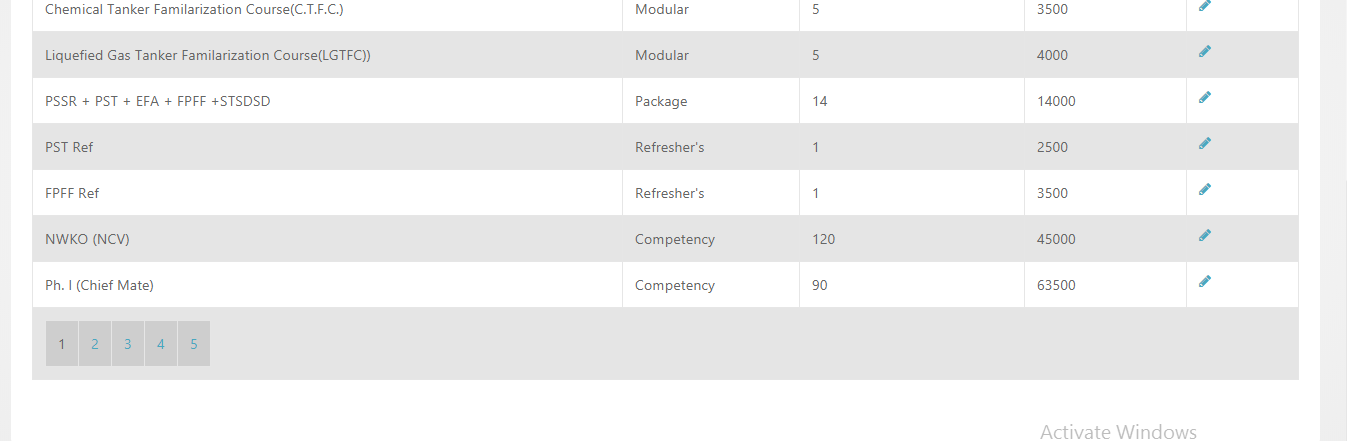 Chemical Tanker Familarization Course(C.T.F.C.) Modular 5 3500
Liquefied Gas Tanker Familarization Course(LGTFC)) Modular 5 4000
PSSR + PST + EFA + FPFF +STSDSD Package 14 14000
PST Ref Refresher's 1 2500
FPFF Ref Refresher's 1 3500
NWKO (NCV) Competency 120 45000
Ph. I (Chief Mate) Competency 90 63500
1 2 3 4 5
Activate Windows